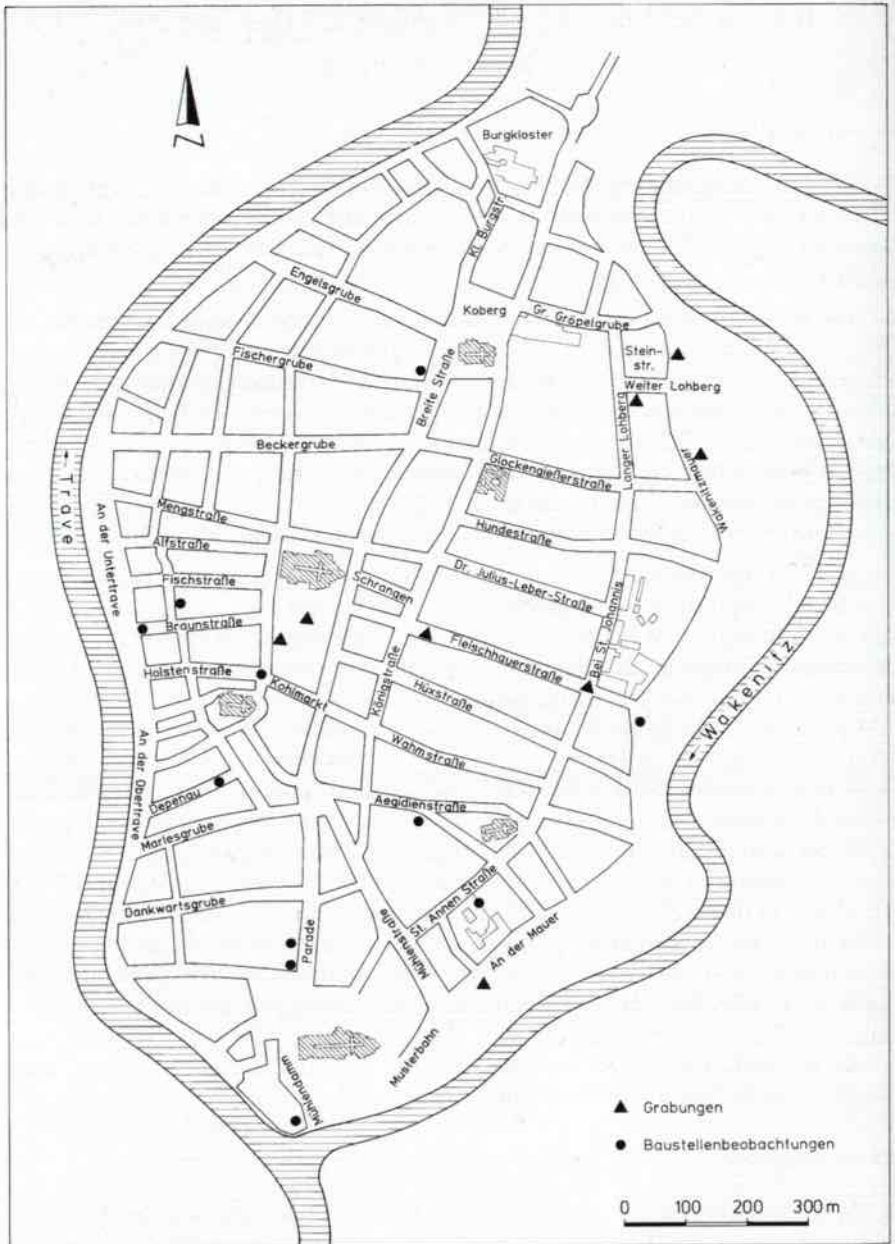 N
Burgkloster
Kl. Burgstr.
Engelsgrube
Koberg
Gr. Gröpelgrube
Fischergrube
Breite Straße
Stein-
str.
Weiter Lohberg
Langer Lohberg
Beckergrube
Glockengießerstraße
Wakenitzmauer
Trave
An der Untertrave
Mengstraße
Hundestraße
Alfstraße
Schrangen
Dr. Julius-Leber-Straße
Fischstraße
Bei St. Johannis
Braunstraße
Fleischhauerstraße
Wakenitz
Holstenstraße
Kohlmarkt
Königstraße
Hüxstraße
Wahmstraße
An der Obertrave
Depenau
Aegidienstraße
Marlesgrube
St. Annen Straße
Dankwartsgrube
Parade
Mühlenstraße
An der Mauer
Musterbahn
Mühlendamm
Grabungen
Baustellenbeobachtungen
0 100 200 300 m